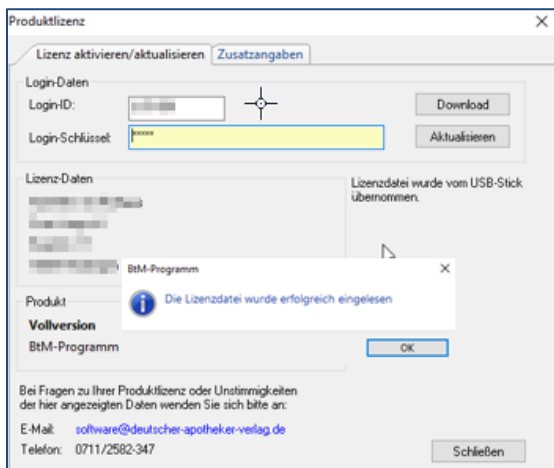 Produktlizenz
Lizenz aktivieren/aktualisieren
Zusatzangaben
Login-Daten
Login-ID:
Download
Login-Schlüssel:
*****
Aktualisieren
Lizenz-Daten
Lizenzdatei wurde vom USB-Stick
übernommen.
BtM-Programm
Die Lizenzdatei wurde erfolgreich eingelesen
OK
Produkt
Vollversion
BtM-Programm
Bei Fragen zu Ihrer Produktlizenz oder Unstimmigkeiten
der hier angezeigten Daten wenden Sie sich bitte an:
E-Mail: software@deutscher-apotheker-verlag.de
Telefon: 0711/2582-347
Schließen